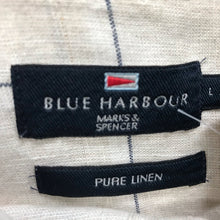 BLUE HARBOUR
MARKS &
SPENCER
L
PURE LINEN